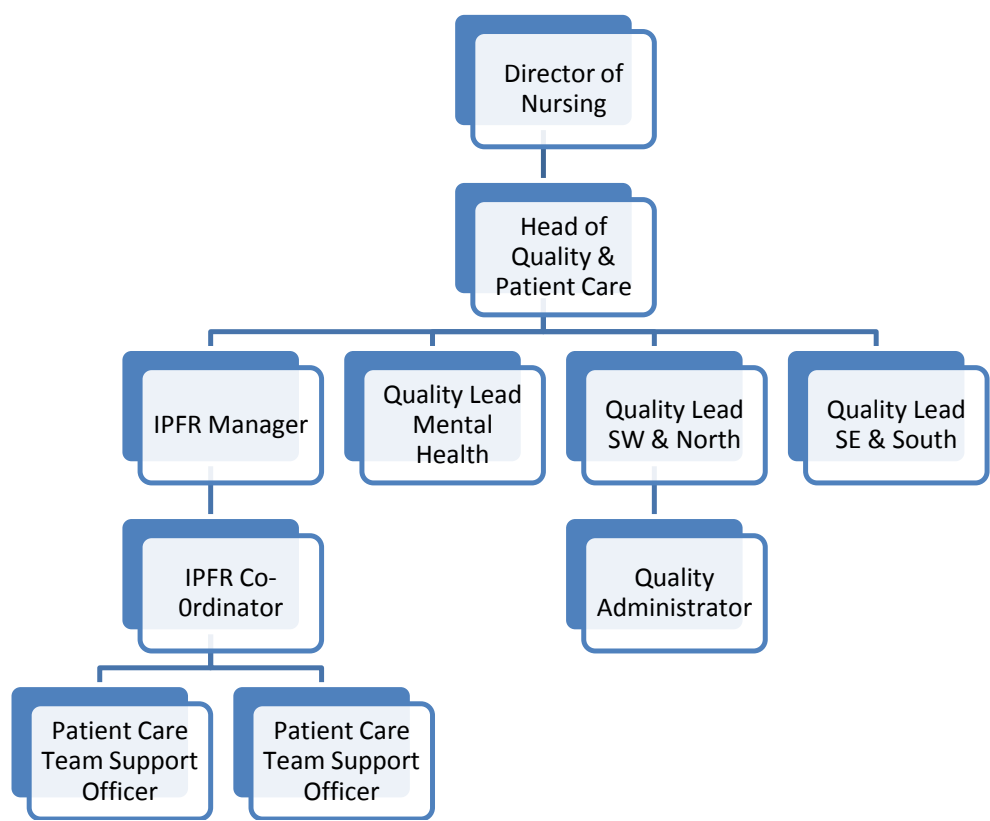 Director of
Nursing
Head of
Quality &
Patient Care
IPFR Manager
Quality Lead
Mental
Health
Quality Lead
SW & North
Quality Lead
SE & South
IPFR Co-
0rdinator
Quality
Administrator
Patient Care
Team Support
Officer
Patient Care
Team Support
Officer